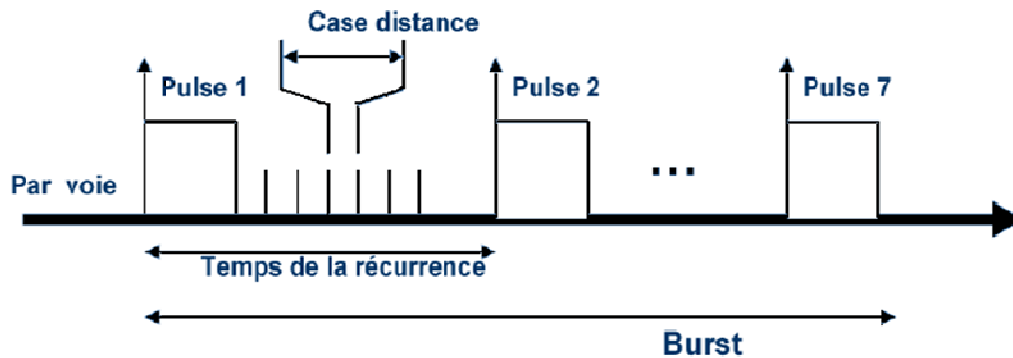 Case distance
Pulse 1
Pulse 2
Pulse 7
...
Par voie
Temps de la récurrence
Burst